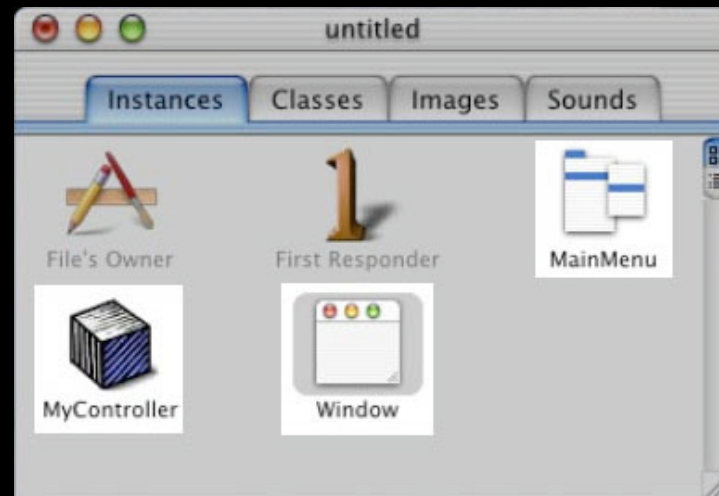 untitled
Instances Classes Images Sounds
File's Owner First Responder MainMenu
MyController Window